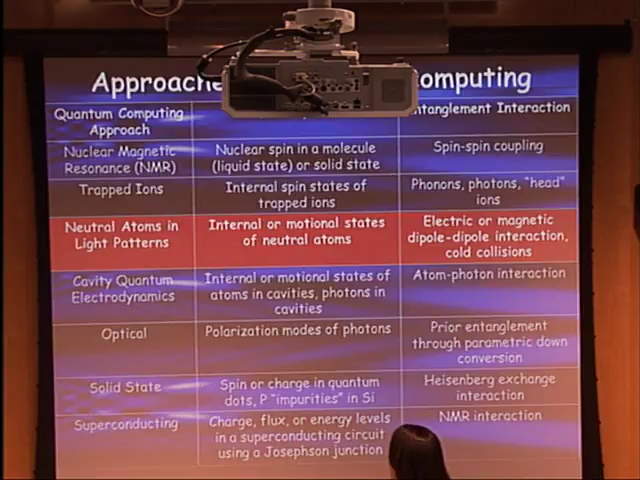 Approache
omputing
Quantum Computing
Approach
ntanglement Interaction
Nuclear Magnetic
Resonance (NMR)
Nuclear spin in a molecule
(liquid state) or solid state
Spin-spin coupling
Trapped Ions
Internal spin states of
trapped ions
Phonons, photons, "head"
ions
Neutral Atoms in
Light Patterns
Internal or motional states
of neutral atoms
Electric or magnetic
dipole-dipole interaction,
cold collisions
Cavity Quantum
Electrodynamics
Internal or motional states of
atoms in cavities, photons in
cavities
Atom-photon interaction
Optical
Polarization modes of photons
Prior entanglement
through parametric down
conversion
Solid State
Spin or charge in quantum
dots, P "impurities" in Si
Heisenberg exchange
interaction
Superconducting
Charge, flux, or energy levels
in a superconducting circuit
using a Josephson junction
NMR interaction